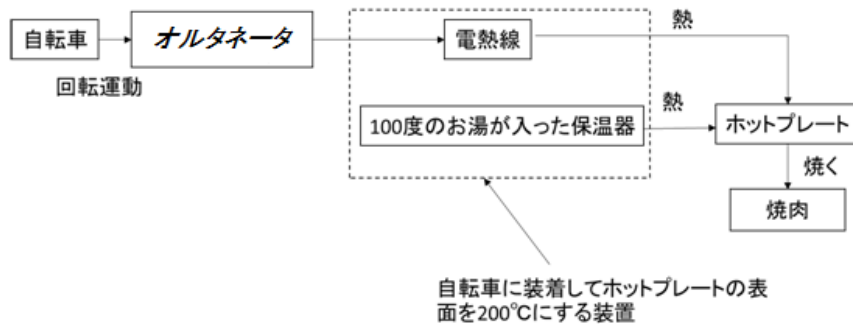 自転車
オルタネータ
電熱線
熱
回転運動
100度のお湯が入った保温器
熱
ホットプレート
焼く
焼肉
自転車に装着してホットプレートの表
面を200℃にする装置